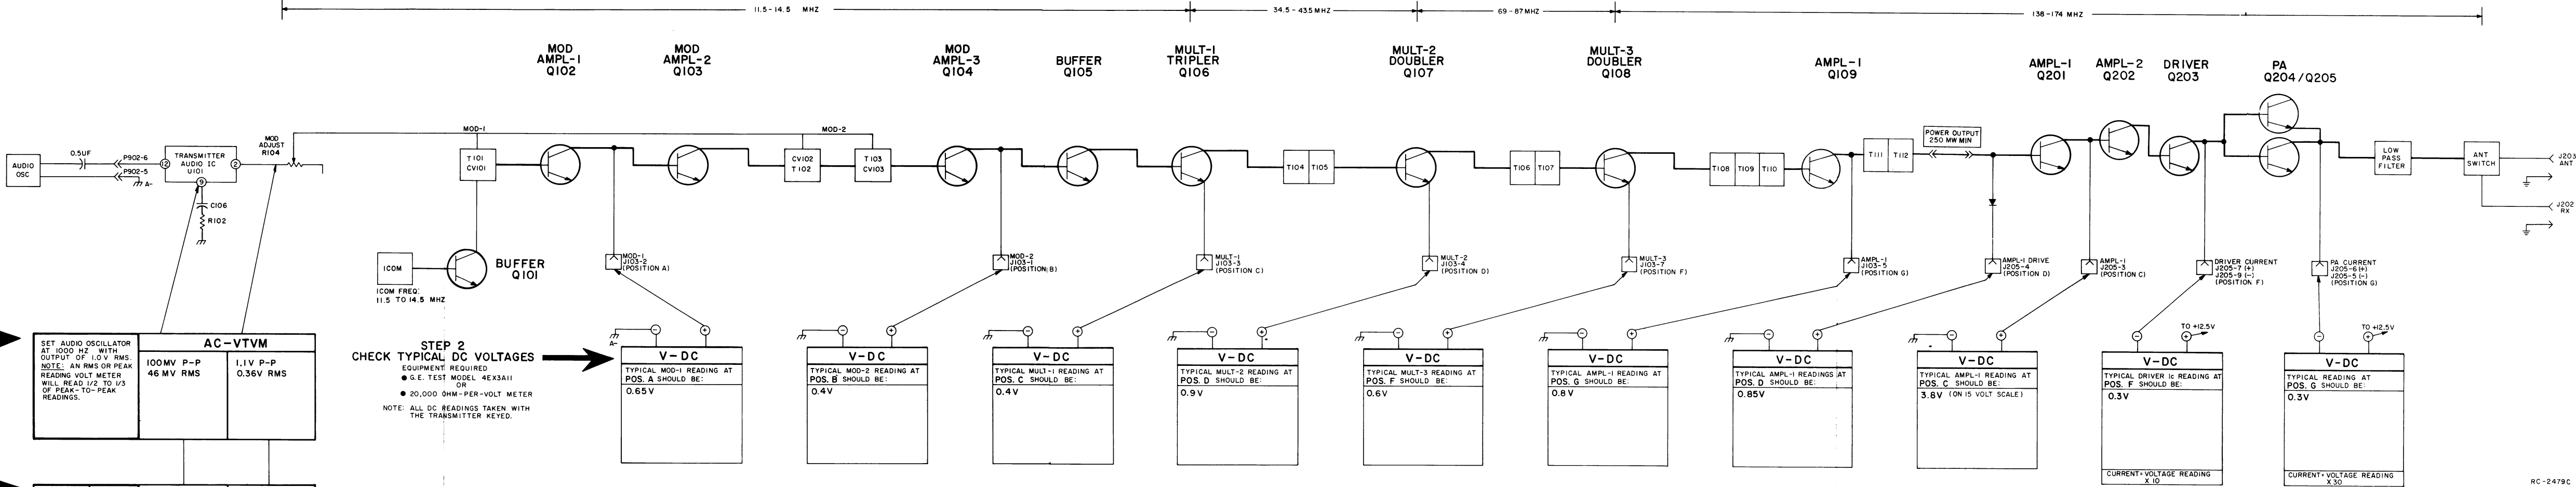 11.5-14.5 MHZ
34.5-43.5 MHZ
69-87 MHZ
138-174 MHZ
MOD
AMPL-1
Q102
MOD
AMPL-2
Q103
MOD
AMPL-3
Q104
BUFFER
Q105
MULT-1
TRIPLER
Q106
MULT-2
DOUBLER
Q107
MULT-3
DOUBLER
Q108
AMPL-1
Q109
AMPL-1
Q201
AMPL-2
Q202
DRIVER
Q203
PA
Q204/Q205
AUDIO
OSC
0.5UF
P902-6
P902-5
A-
12
TRANSMITTER
AUDIO IC
U101
2
9
C106
R102
MOD
ADJUST
R104
MOD-1
MOD-2
T101
CV101
CV102
T102
T103
CV103
T104
T105
T106
T107
T108
T109
T110
T111
T112
POWER OUTPUT
250 MW MIN
LOW
PASS
FILTER
ANT
SWITCH
J203
ANT
J202
RX
ICOM
ICOM FREQ:
11.5 TO 14.5 MHZ
BUFFER
Q101
MOD-1
J103-2
(POSITION A)
MOD-2
J103-1
(POSITION B)
MULT-1
J103-3
(POSITION C)
MULT-2
J103-4
(POSITION D)
MULT-3
J103-7
(POSITION F)
AMPL-1
J103-5
(POSITION G)
AMPL-1 DRIVE
J205-4
(POSITION D)
AMPL-1
J205-3
(POSITION C)
DRIVER CURRENT
J205-7 (+)
J205-9 (-)
(POSITION F)
PA CURRENT
J205-6 (+)
J205-5 (-)
(POSITION G)
SET AUDIO OSCILLATOR
AT 1000 HZ WITH
OUTPUT OF 1.0 V RMS.
NOTE: AN RMS OR PEAK
READING VOLT METER
WILL READ 1/2 TO 1/3
OF PEAK-TO-PEAK
READINGS.
AC-VTVM
100MV P-P
46 MV RMS
1.1V P-P
0.36V RMS
STEP 2
CHECK TYPICAL DC VOLTAGES
EQUIPMENT REQUIRED
● G.E. TEST MODEL 4EX3A11
OR
● 20,000 OHM-PER-VOLT METER
NOTE: ALL DC READINGS TAKEN WITH
THE TRANSMITTER KEYED.
A-
- +
V-DC
TYPICAL MOD-1 READING AT
POS. A SHOULD BE:
0.65V
- +
V-DC
TYPICAL MOD-2 READING AT
POS. B SHOULD BE:
0.4V
- +
V-DC
TYPICAL MULT-1 READING AT
POS. C SHOULD BE:
0.4V
- +
V-DC
TYPICAL MULT-2 READING AT
POS. D SHOULD BE:
0.9V
- +
V-DC
TYPICAL MULT-3 READING AT
POS. F SHOULD BE:
0.6V
- +
V-DC
TYPICAL AMPL-1 READING AT
POS. G SHOULD BE:
0.8V
- +
V-DC
TYPICAL AMPL-1 READINGS AT
POS. D SHOULD BE:
0.85V
- +
V-DC
TYPICAL AMPL-1 READING AT
POS. C SHOULD BE:
3.8V (ON 15 VOLT SCALE)
- +
TO +12.5V
V-DC
TYPICAL DRIVER Ic READING AT
POS. F SHOULD BE:
0.3V
CURRENT=VOLTAGE READING
X 10
- +
TO +12.5V
V-DC
TYPICAL READING AT
POS. G SHOULD BE:
0.3V
CURRENT=VOLTAGE READING
X30
RC-2479C